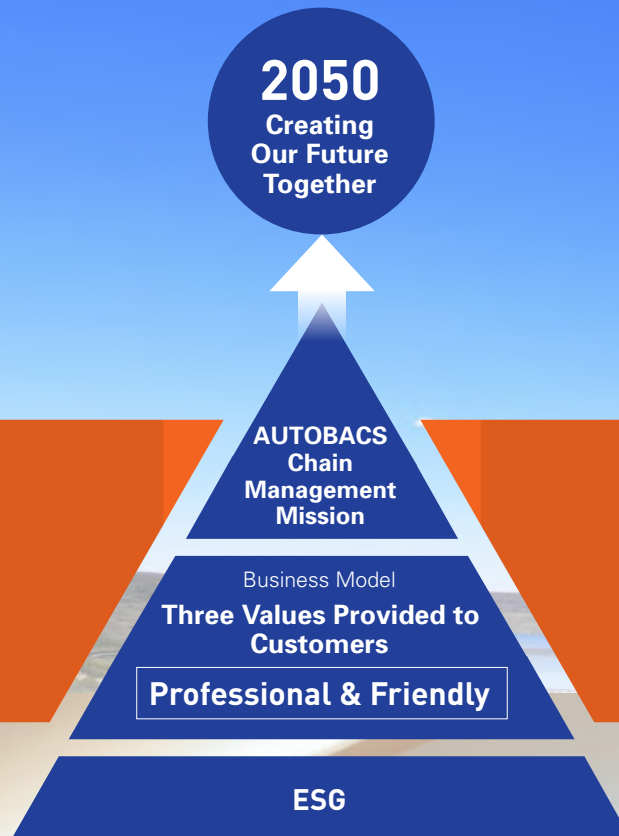 2050
Creating
Our Future
Together
AUTOBACS
Chain
Management
Mission
Business Model
Three Values Provided to
Customers
Professional & Friendly
ESG